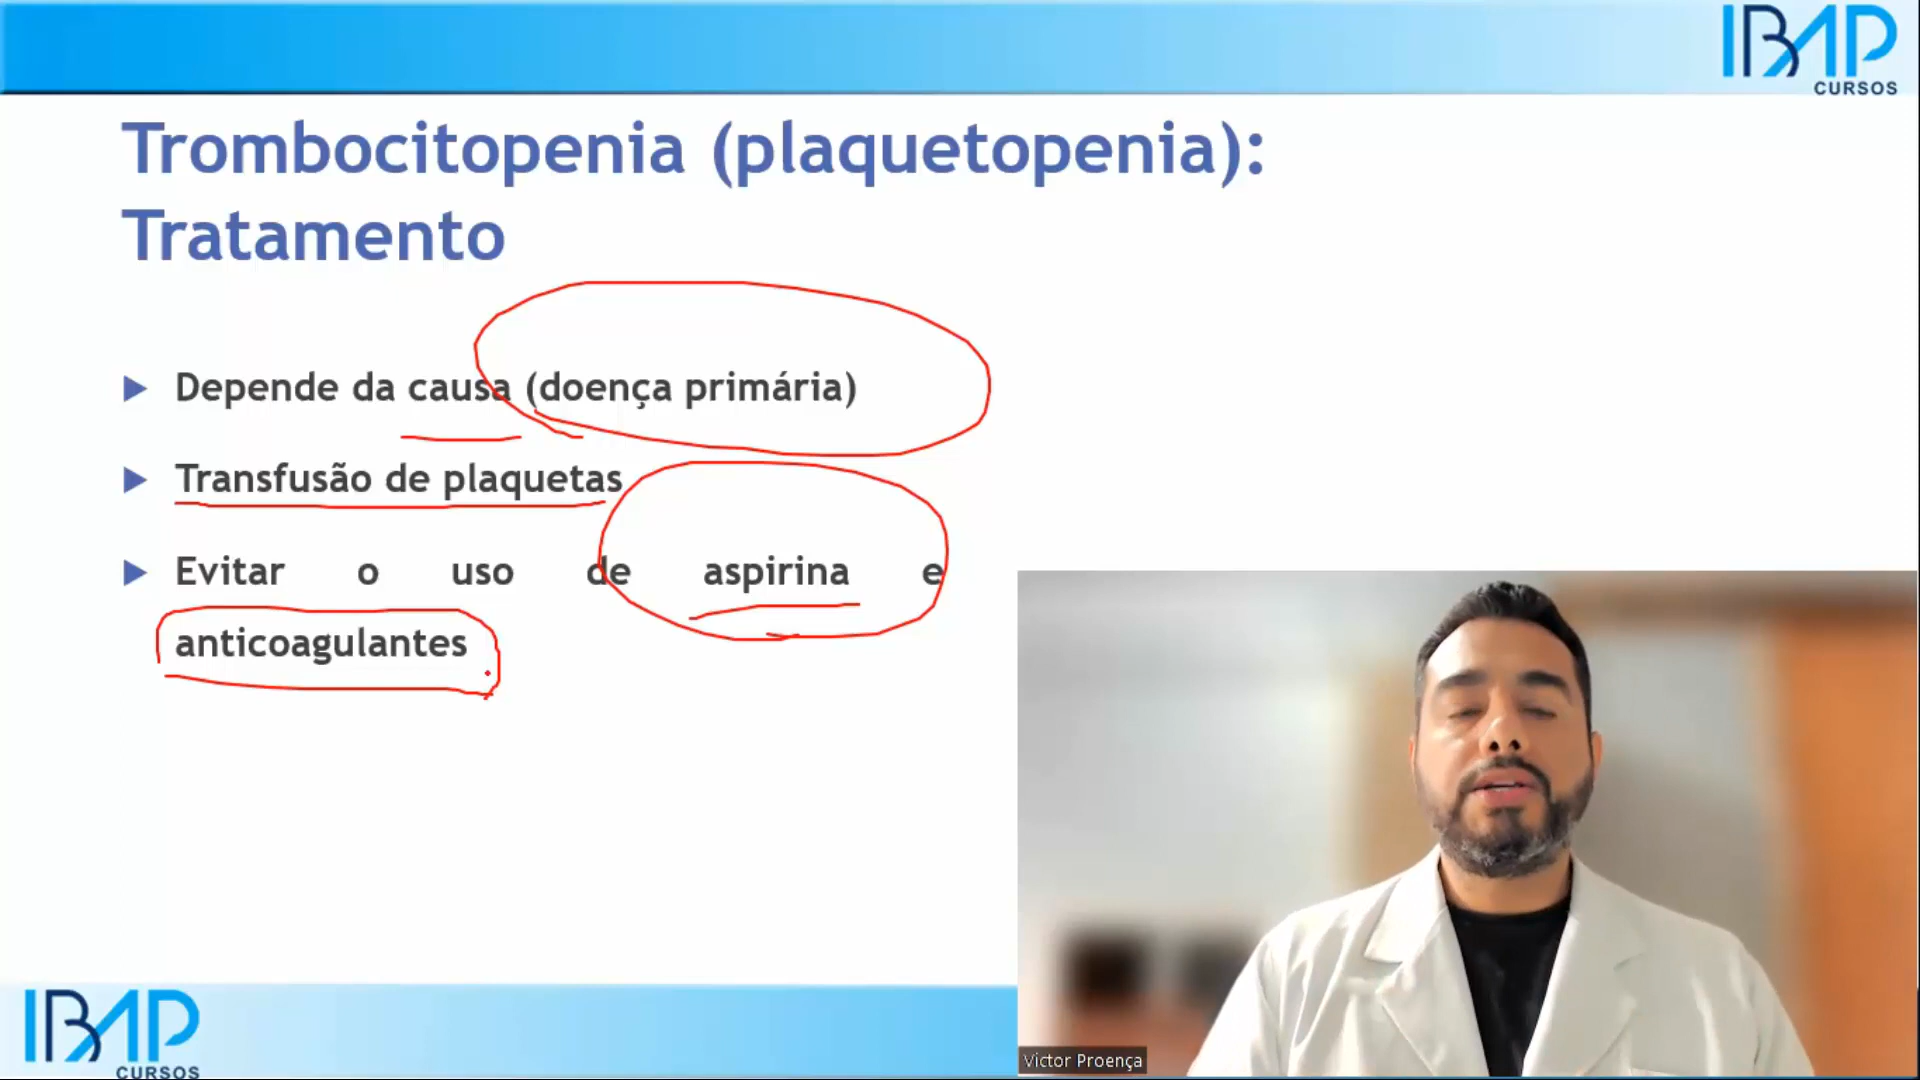 IBAP
CURSOS
Trombocitopenia (plaquetopenia):
Tratamento
Depende da causa (doença primária)
Transfusão de plaquetas
Evitar o uso de aspirina e
anticoagulantes
IBAP
CURSOS
Victor Proença